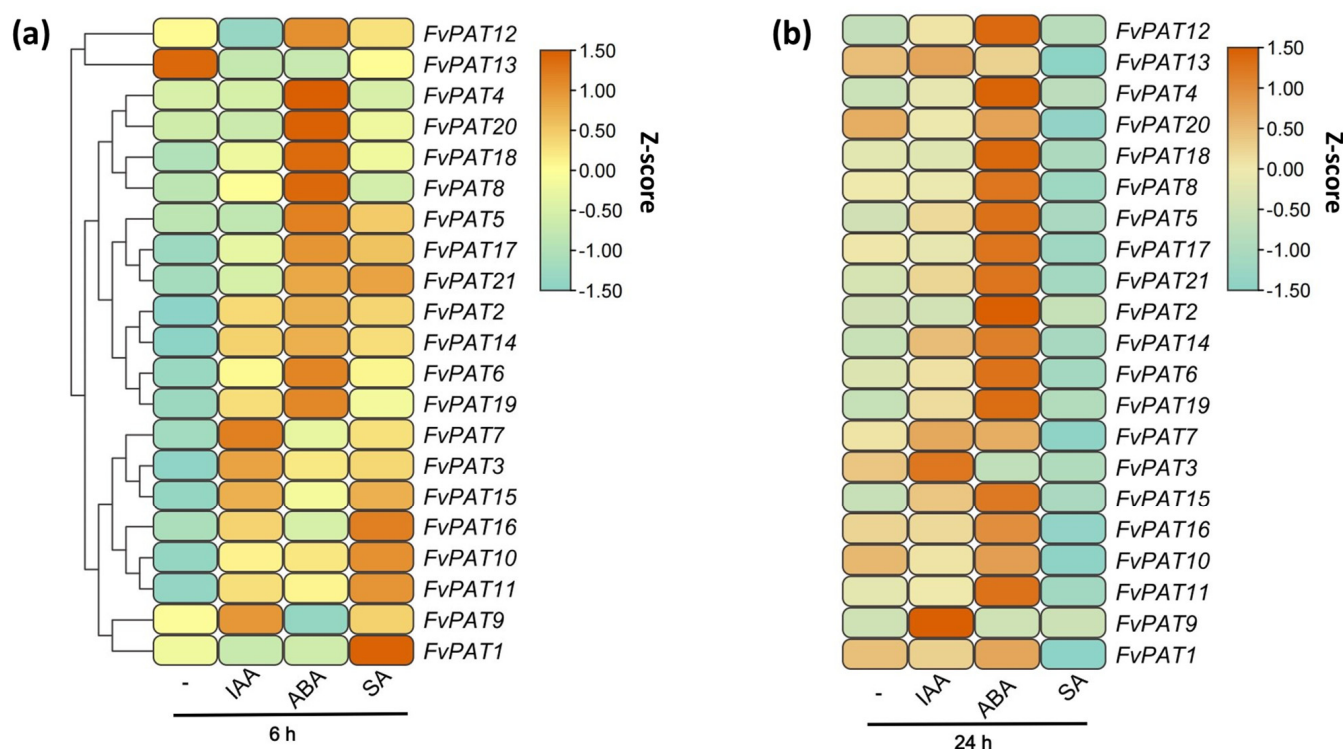 (a)
FvPAT12
FvPAT13
FvPAT4
FvPAT20
FvPAT18
FvPAT8
FvPAT5
FvPAT17
FvPAT21
FvPAT2
FvPAT14
FvPAT6
FvPAT19
FvPAT7
FvPAT3
FvPAT15
FvPAT16
FvPAT10
FvPAT11
FvPAT9
FvPAT1
- IAA ABA SA
6 h
1.50
1.00
0.50
0.00
-0.50
-1.00
-1.50
Z-score
(b)
FvPAT12
FvPAT13
FvPAT4
FvPAT20
FvPAT18
FvPAT8
FvPAT5
FvPAT17
FvPAT21
FvPAT2
FvPAT14
FvPAT6
FvPAT19
FvPAT7
FvPAT3
FvPAT15
FvPAT16
FvPAT10
FvPAT11
FvPAT9
FvPAT1
- IAA ABA SA
24 h
1.50
1.00
0.50
0.00
-0.50
-1.00
-1.50
Z-score